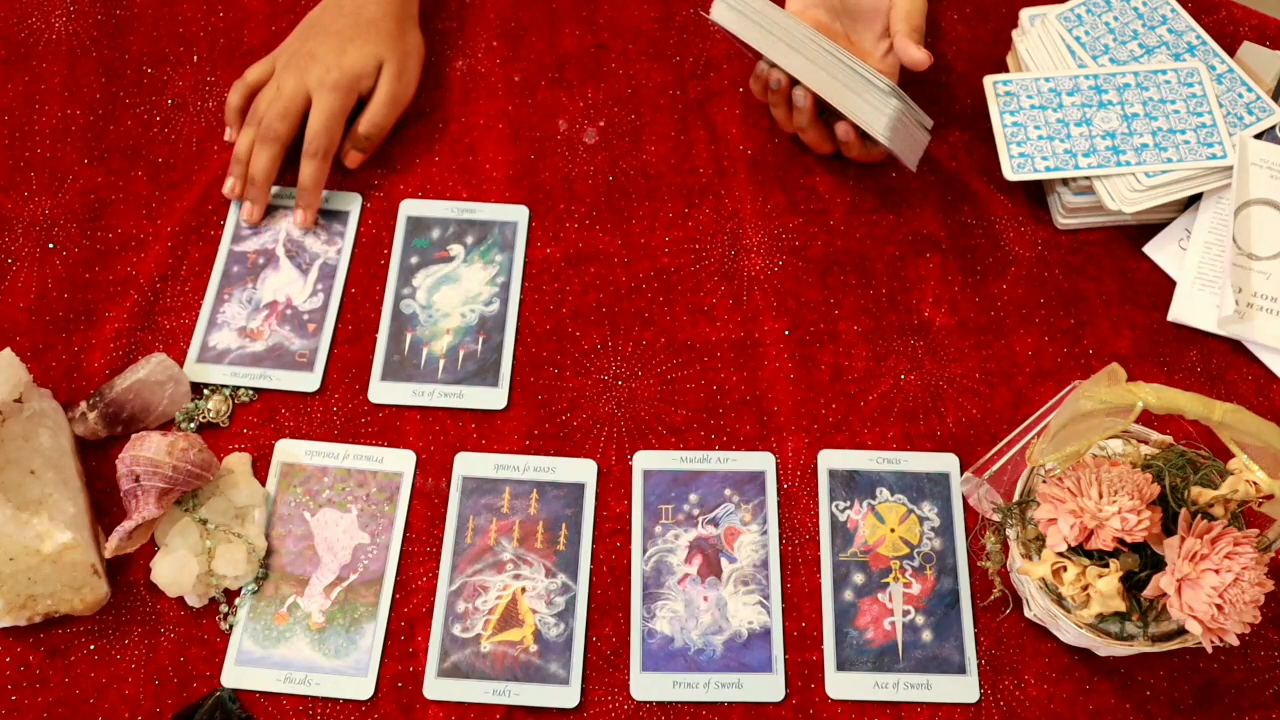 Cygnus
Six of Swords
Sagittarius
Princess of Pentacles
Spring
Seven of Wands
Lyra
Mutable Air
Prince of Swords
Crucis
Ace of Swords